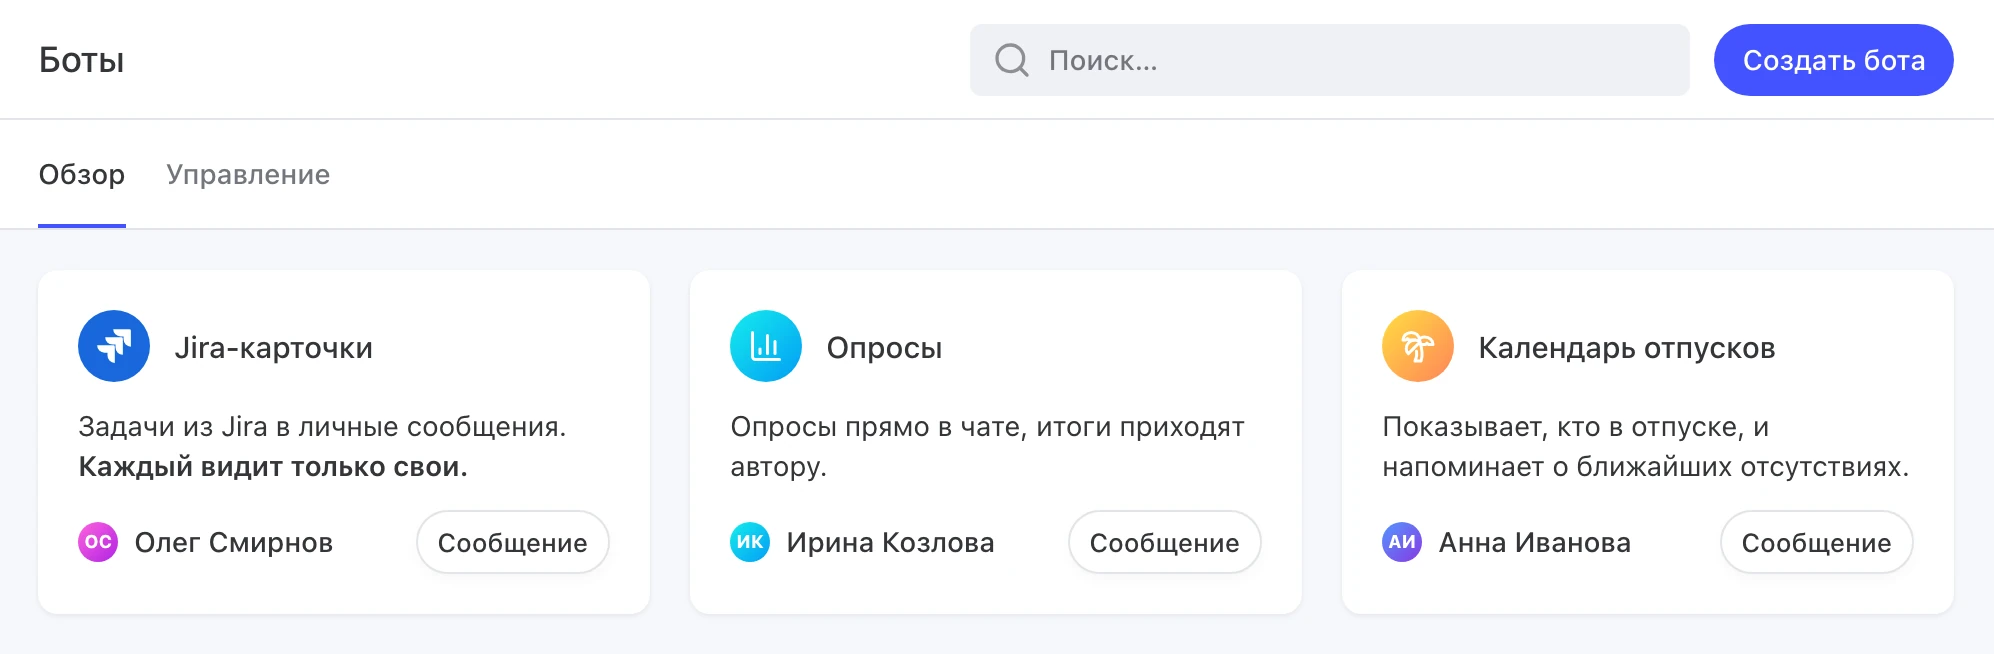 Боты
Поиск...
Создать бота
Обзор
Управление
Jira-карточки
Задачи из Jira в личные сообщения.
Каждый видит только свои.
ОС
Олег Смирнов
Сообщение
Опросы
Опросы прямо в чате, итоги приходят
автору.
ИК
Ирина Козлова
Сообщение
Календарь отпусков
Показывает, кто в отпуске, и
напоминает о ближайших отсутствиях.
АИ
Анна Иванова
Сообщение